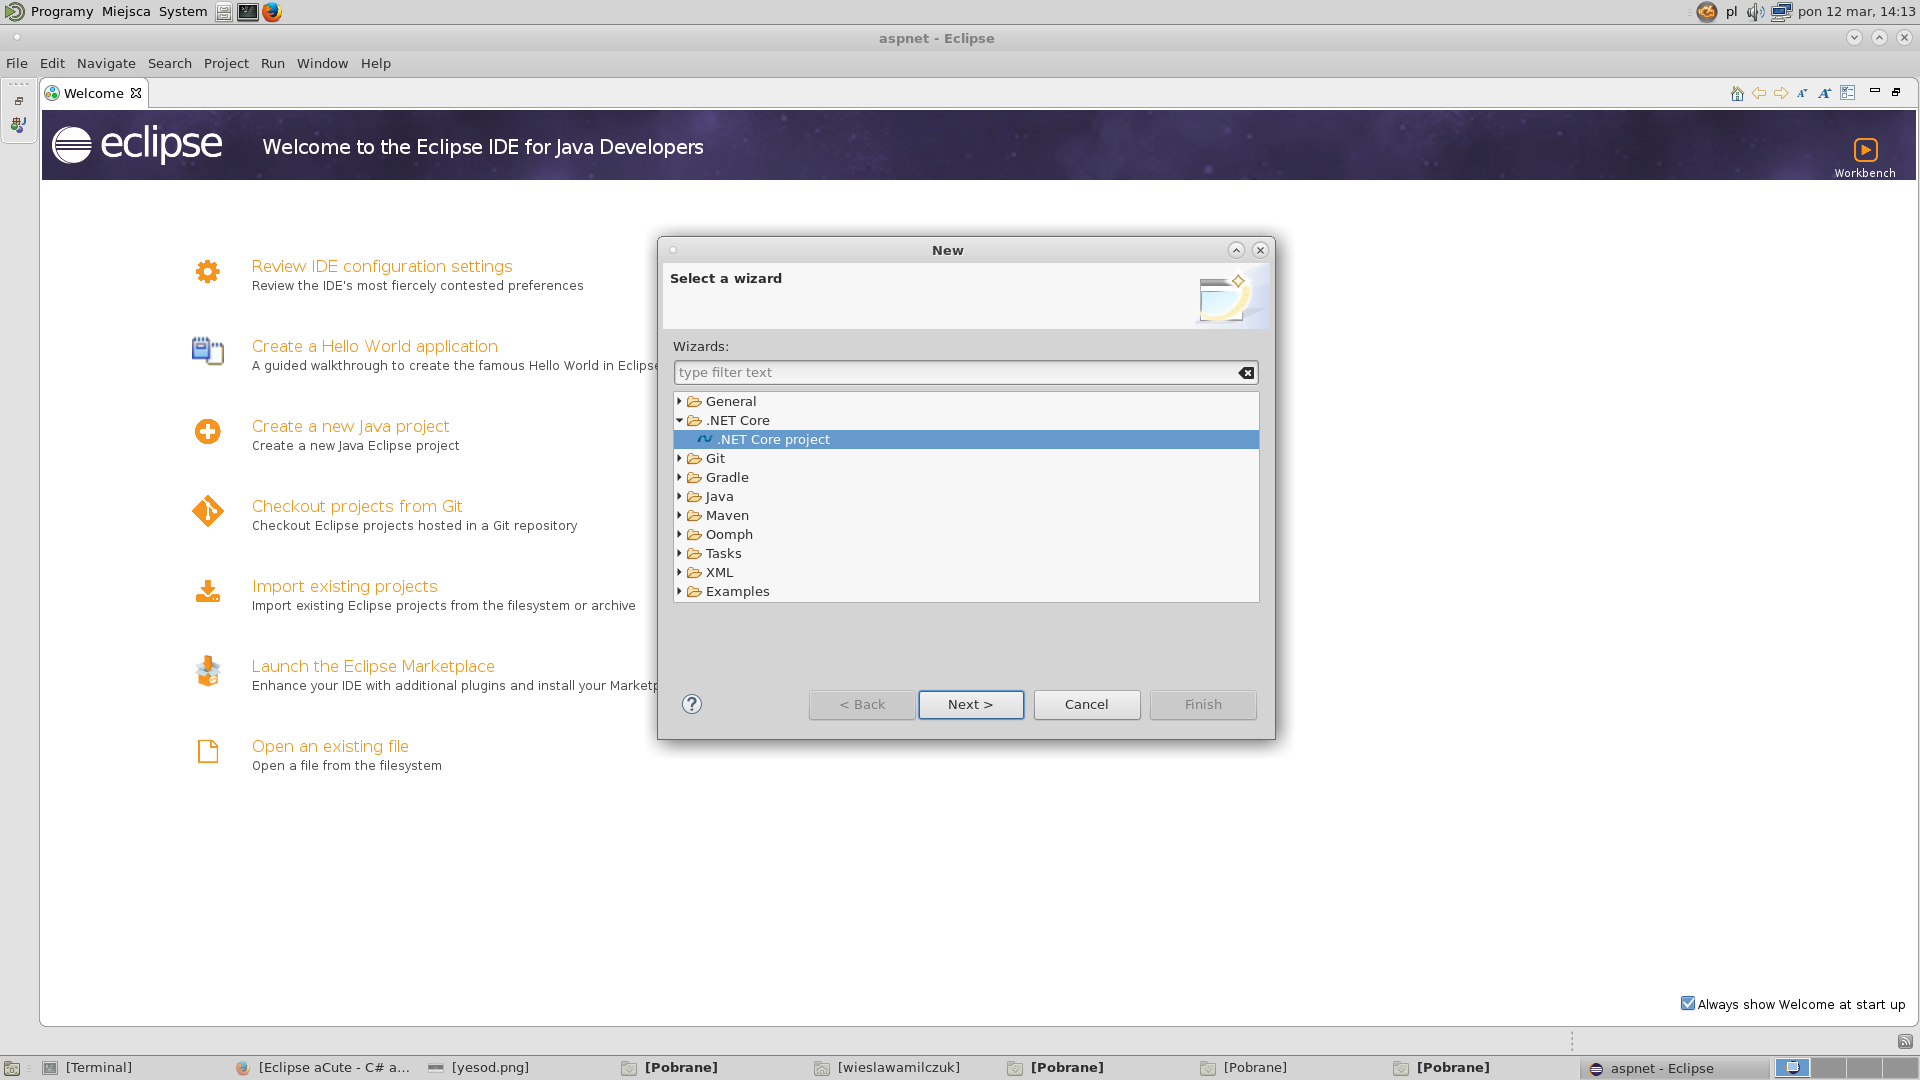 Programy Miejsca System
pl pon 12 mar, 14:13
aspnet - Eclipse
File Edit Navigate Search Project Run Window Help
Welcome
eclipse
Welcome to the Eclipse IDE for Java Developers
Workbench
Review IDE configuration settings
Review the IDE's most fiercely contested preferences
Create a Hello World application
A guided walkthrough to create the famous Hello World in Eclipse
Create a new Java project
Create a new Java Eclipse project
Checkout projects from Git
Checkout Eclipse projects hosted in a Git repository
Import existing projects
Import existing Eclipse projects from the filesystem or archive
Launch the Eclipse Marketplace
Enhance your IDE with additional plugins and install your Marketp
Open an existing file
Open a file from the filesystem
New
Select a wizard
Wizards:
type filter text
General
.NET Core
.NET Core project
Git
Gradle
Java
Maven
Oomph
Tasks
XML
Examples
< Back Next > Cancel Finish
Always show Welcome at start up
[Terminal] [Eclipse aCute - C# a... [yesod.png] [Pobrane] [wieslawamilczuk] [Pobrane] [Pobrane] [Pobrane] aspnet - Eclipse